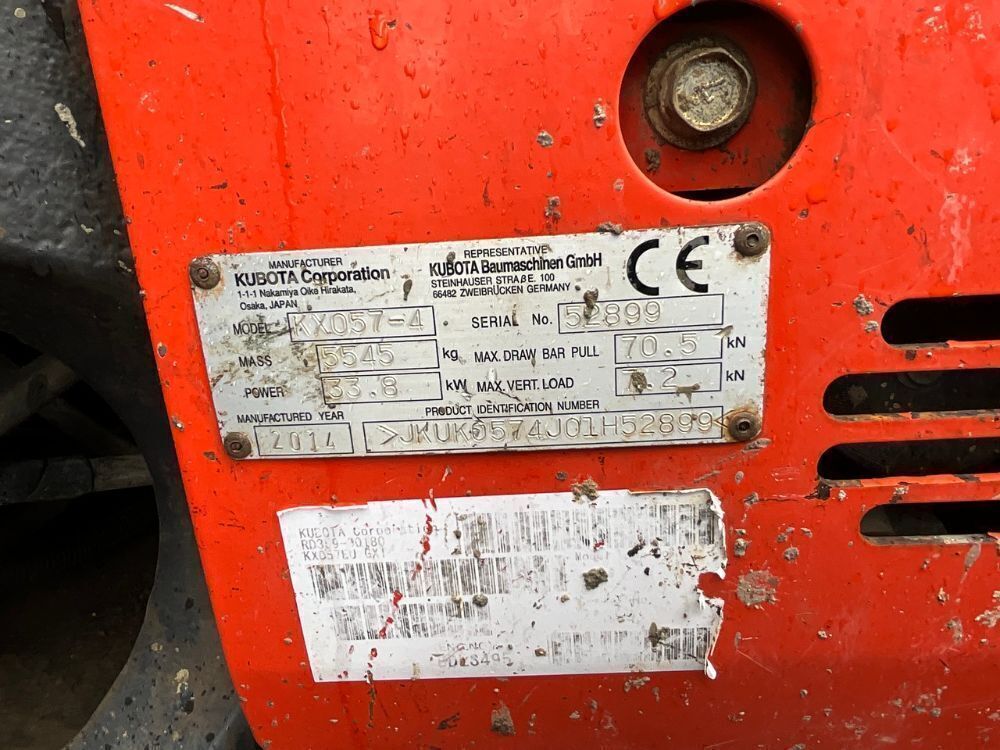 MANUFACTURER
KUBOTA Corporation
1-1-1 Nakamiya Oike Hirakata,
Osaka, JAPAN
REPRESENTATIVE
KUBOTA Baumaschinen GmbH
STEINHAUSER STRAßE. 100
66482 ZWEIBRÜCKEN GERMANY
CE
MODEL KX057-4
SERIAL No. 52899
MASS 5545 kg
MAX. DRAW BAR PULL 70.5 kN
POWER 33.8 kW
MAX. VERT. LOAD 7.2 kN
MANUFACTURED YEAR
2014
PRODUCT IDENTIFICATION NUMBER
>JKUK0574J01H52899<
KUBOTA Corporation
KX057EU